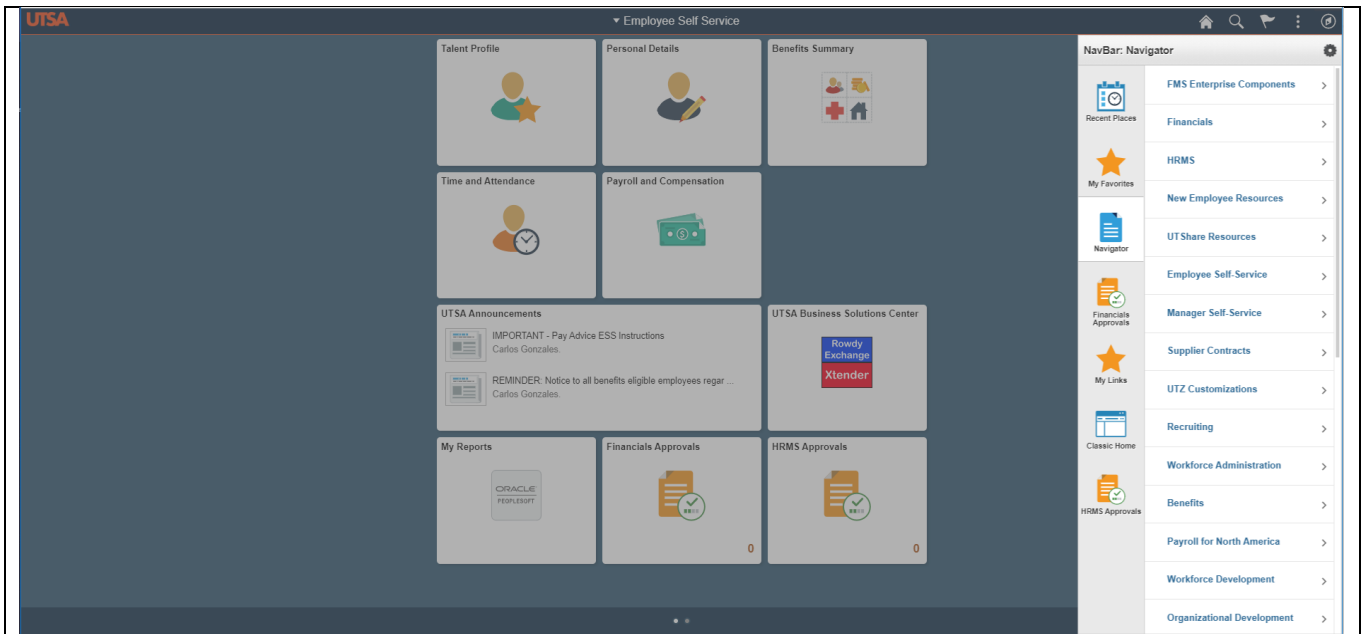 UTSA
Employee Self Service
Talent Profile
Personal Details
Benefits Summary
Time and Attendance
Payroll and Compensation
UTSA Announcements
IMPORTANT - Pay Advice ESS Instructions
Carlos Gonzales.
REMINDER: Notice to all benefits eligible employees regar ...
Carlos Gonzales.
UTSA Business Solutions Center
Rowdy
Exchange
Xtender
My Reports
ORACLE
PEOPLESOFT
Financials Approvals
0
HRMS Approvals
0
NavBar: Navigator
Recent Places
My Favorites
Navigator
Financials
Approvals
My Links
Classic Home
HRMS Approvals
FMS Enterprise Components
Financials
HRMS
New Employee Resources
UTShare Resources
Employee Self-Service
Manager Self-Service
Supplier Contracts
UTZ Customizations
Recruiting
Workforce Administration
Benefits
Payroll for North America
Workforce Development
Organizational Development